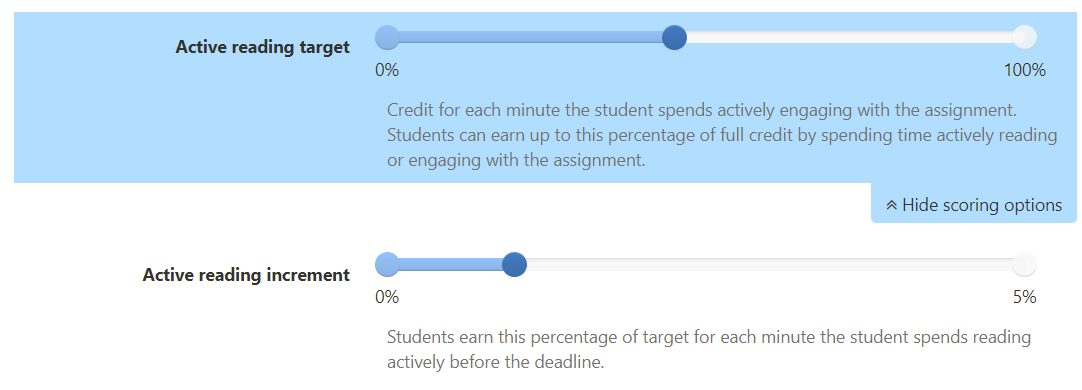 Active reading target
0% 100%
Credit for each minute the student spends actively engaging with the assignment.
Students can earn up to this percentage of full credit by spending time actively reading
or engaging with the assignment.
Hide scoring options
Active reading increment
0% 5%
Students earn this percentage of target for each minute the student spends reading
actively before the deadline.